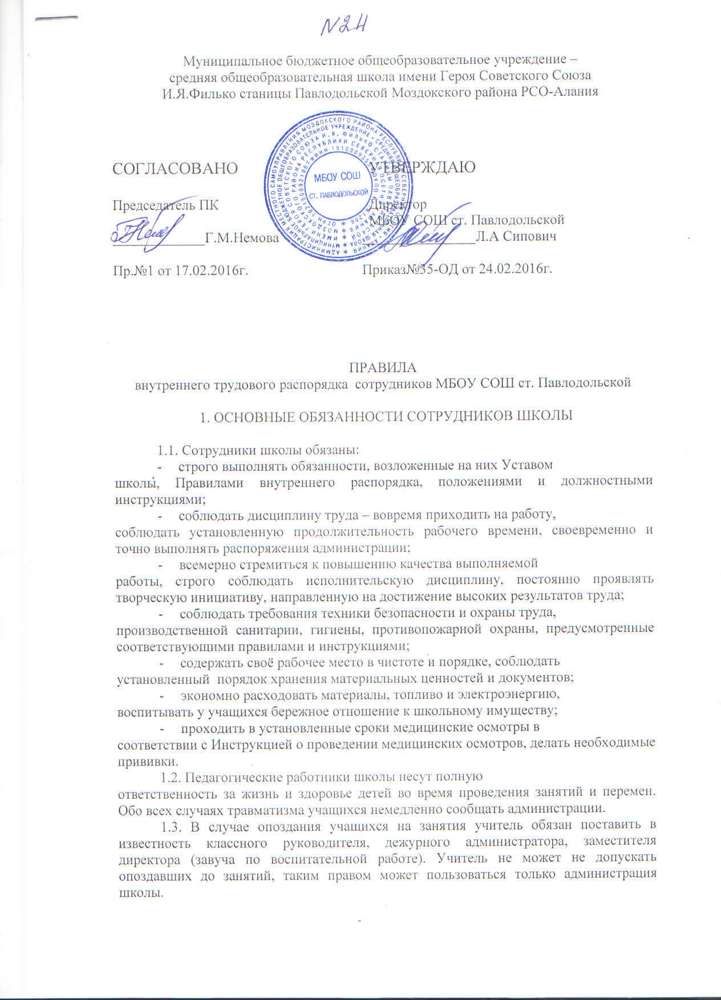 N24
Муниципальное бюджетное общеобразовательное учреждение –
средняя общеобразовательная школа имени Героя Советского Союза
И.Я.Филько станицы Павлодольской Моздокского района РСО-Алания
МБОУ СОШ
СТ. ПАВЛОДОЛЬСКОЙ
СОГЛАСОВАНО УТВЕРЖДАЮ
Председатель ПК Директор
МБОУ СОШ ст. Павлодольской
Г.М.Немова Л.А Сипович
Пр.№1 от 17.02.2016г. Приказ№35-ОД от 24.02.2016г.
ПРАВИЛА
внутреннего трудового распорядка сотрудников МБОУ СОШ ст. Павлодольской
1. ОСНОВНЫЕ ОБЯЗАННОСТИ СОТРУДНИКОВ ШКОЛЫ
1.1. Сотрудники школы обязаны:
- строго выполнять обязанности, возложенные на них Уставом
школы, Правилами внутреннего распорядка, положениями и должностными
инструкциями;
- соблюдать дисциплину труда – вовремя приходить на работу,
соблюдать установленную продолжительность рабочего времени, своевременно и
точно выполнять распоряжения администрации;
- всемерно стремиться к повышению качества выполняемой
работы, строго соблюдать исполнительскую дисциплину, постоянно проявлять
творческую инициативу, направленную на достижение высоких результатов труда;
- соблюдать требования техники безопасности и охраны труда,
производственной санитарии, гигиены, противопожарной охраны, предусмотренные
соответствующими правилами и инструкциями;
- содержать своё рабочее место в чистоте и порядке, соблюдать
установленный порядок хранения материальных ценностей и документов;
- экономно расходовать материалы, топливо и электроэнергию,
воспитывать у учащихся бережное отношение к школьному имуществу;
- проходить в установленные сроки медицинские осмотры в
соответствии с Инструкцией о проведении медицинских осмотров, делать необходимые
прививки.
1.2. Педагогические работники школы несут полную
ответственность за жизнь и здоровье детей во время проведения занятий и перемен.
Обо всех случаях травматизма учащихся немедленно сообщать администрации.
1.3. В случае опоздания учащихся на занятия учитель обязан поставить в
известность классного руководителя, дежурного администратора, заместителя
директора (завуча по воспитательной работе). Учитель не может не допускать
опоздавших до занятий, таким правом может пользоваться только администрация
школы.